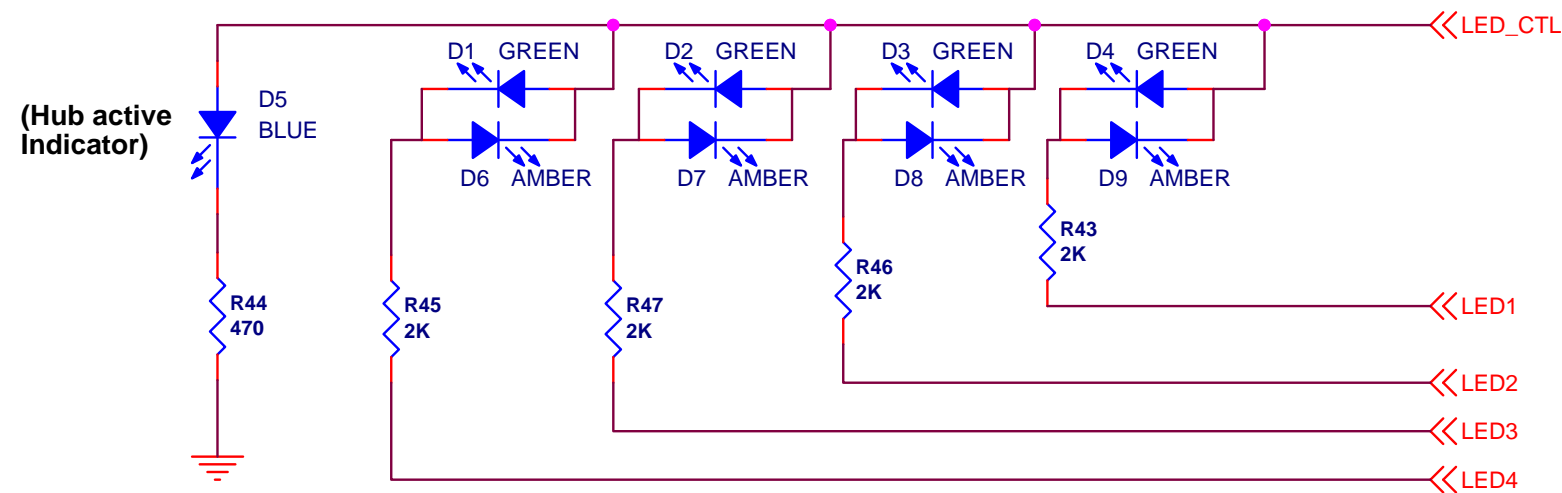 LED_CTL
D1 GREEN
D2 GREEN
D3 GREEN
D4 GREEN
(Hub active
Indicator)
D5
BLUE
D6 AMBER
D7 AMBER
D8 AMBER
D9 AMBER
R43
2K
R46
2K
R44
470
R45
2K
R47
2K
LED1
LED2
LED3
LED4